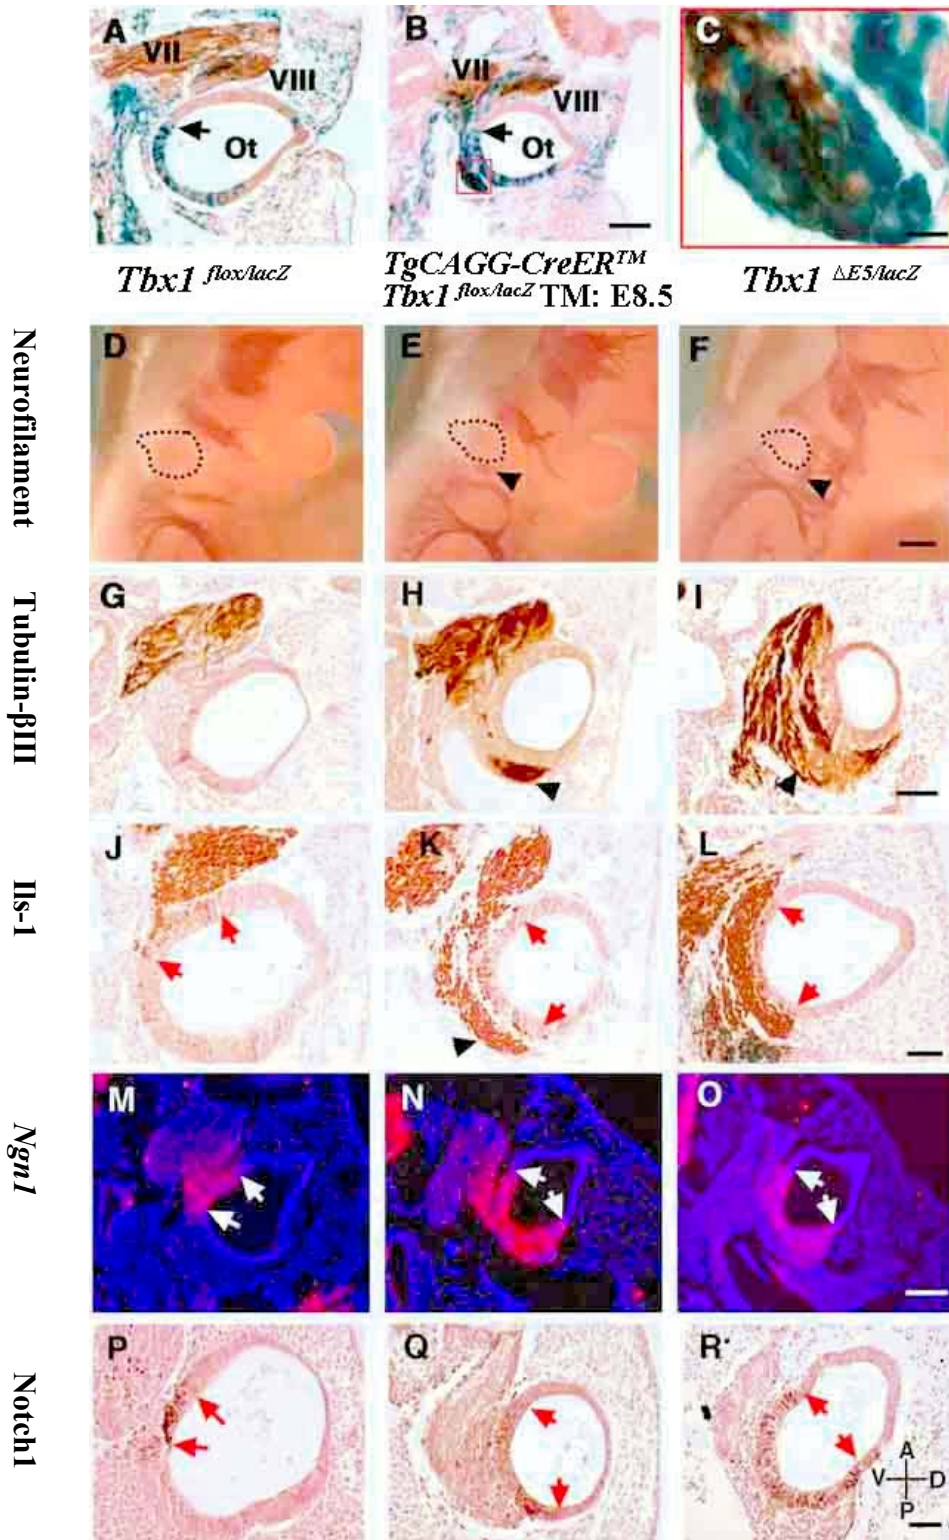 A
VII
VIII
Ot
B
VII
VIII
Ot
C
Tbx1 flox/lacZ
TgCAGG-CreER™
Tbx1 flox/lacZ TM: E8.5
Tbx1 ΔE5/lacZ
Neurofilament
D
E
F
Tubulin-βIII
G
H
I
Ils-1
J
K
L
Ngn1
M
N
O
Notch1
P
Q
R
A
V
D
P